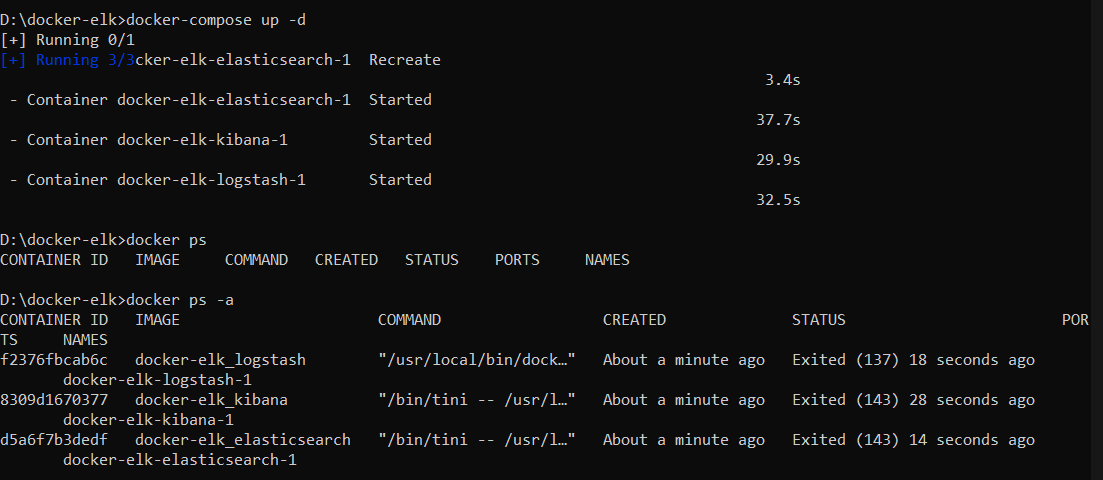 D:\docker-elk>docker-compose up -d
[+] Running 0/1
[+] Running 3/3cker-elk-elasticsearch-1  Recreate
3.4s
 - Container docker-elk-elasticsearch-1  Started
37.7s
 - Container docker-elk-kibana-1         Started
29.9s
 - Container docker-elk-logstash-1       Started
32.5s
D:\docker-elk>docker ps
CONTAINER ID   IMAGE     COMMAND   CREATED   STATUS    PORTS     NAMES
D:\docker-elk>docker ps -a
CONTAINER ID   IMAGE                      COMMAND                  CREATED              STATUS                        POR
TS     NAMES
f2376fbcab6c   docker-elk_logstash        "/usr/local/bin/dock…"   About a minute ago   Exited (137) 18 seconds ago
       docker-elk-logstash-1
8309d1670377   docker-elk_kibana          "/bin/tini -- /usr/l…"   About a minute ago   Exited (143) 28 seconds ago
       docker-elk-kibana-1
d5a6f7b3dedf   docker-elk_elasticsearch   "/bin/tini -- /usr/l…"   About a minute ago   Exited (143) 14 seconds ago
       docker-elk-elasticsearch-1